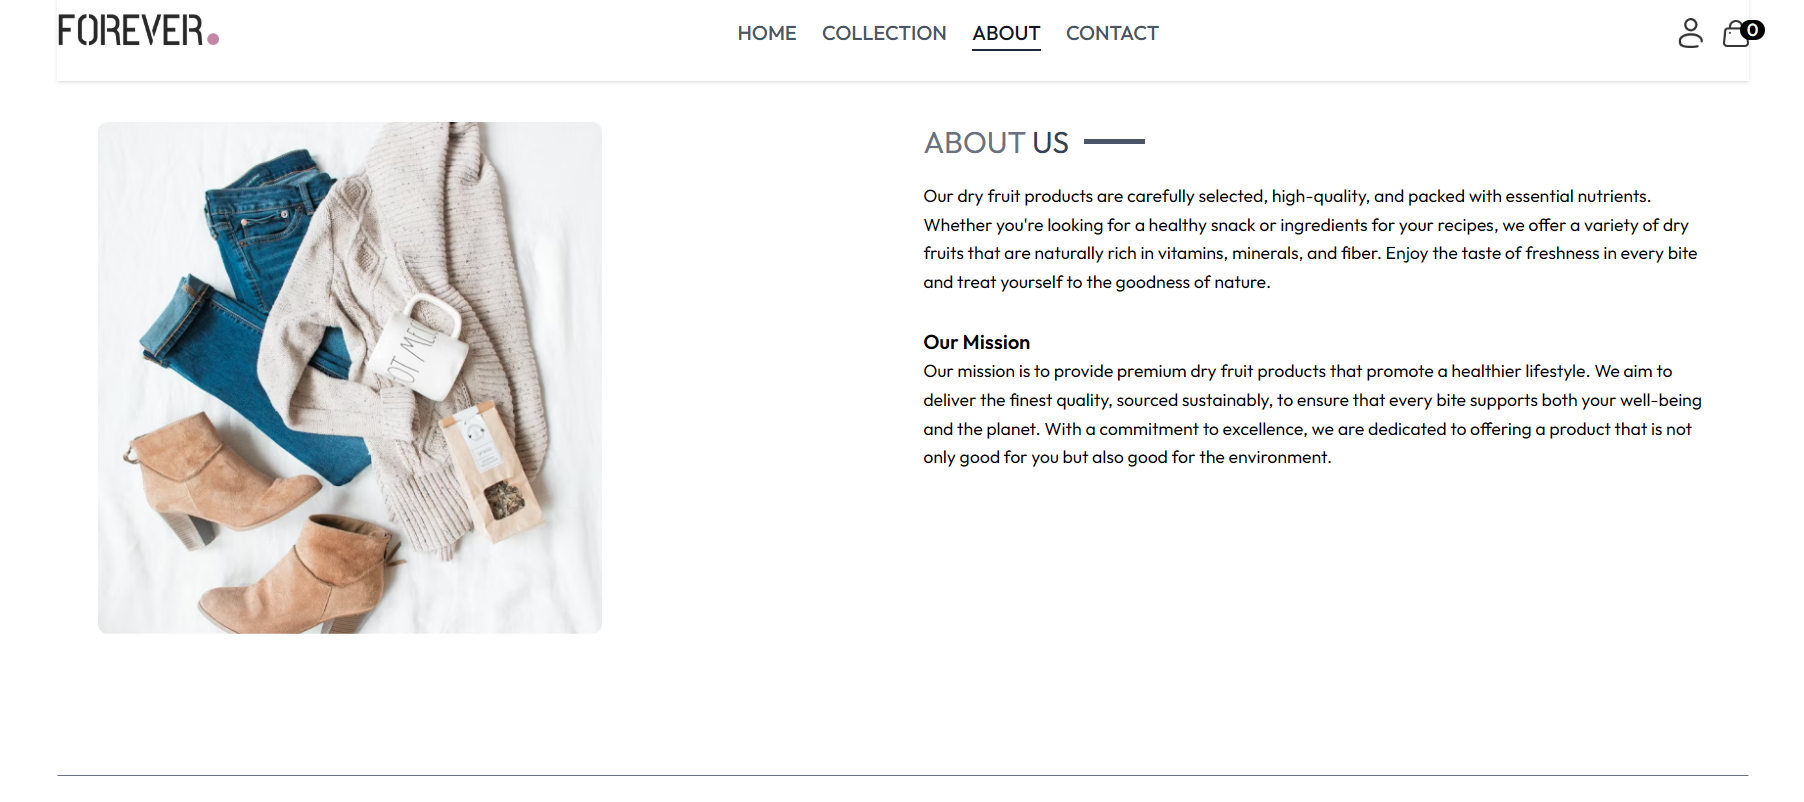 FOREVER.
HOME COLLECTION ABOUT CONTACT
0
ABOUT US
Our dry fruit products are carefully selected, high-quality, and packed with essential nutrients.
Whether you're looking for a healthy snack or ingredients for your recipes, we offer a variety of dry
fruits that are naturally rich in vitamins, minerals, and fiber. Enjoy the taste of freshness in every bite
and treat yourself to the goodness of nature.
Our Mission
Our mission is to provide premium dry fruit products that promote a healthier lifestyle. We aim to
deliver the finest quality, sourced sustainably, to ensure that every bite supports both your well-being
and the planet. With a commitment to excellence, we are dedicated to offering a product that is not
only good for you but also good for the environment.